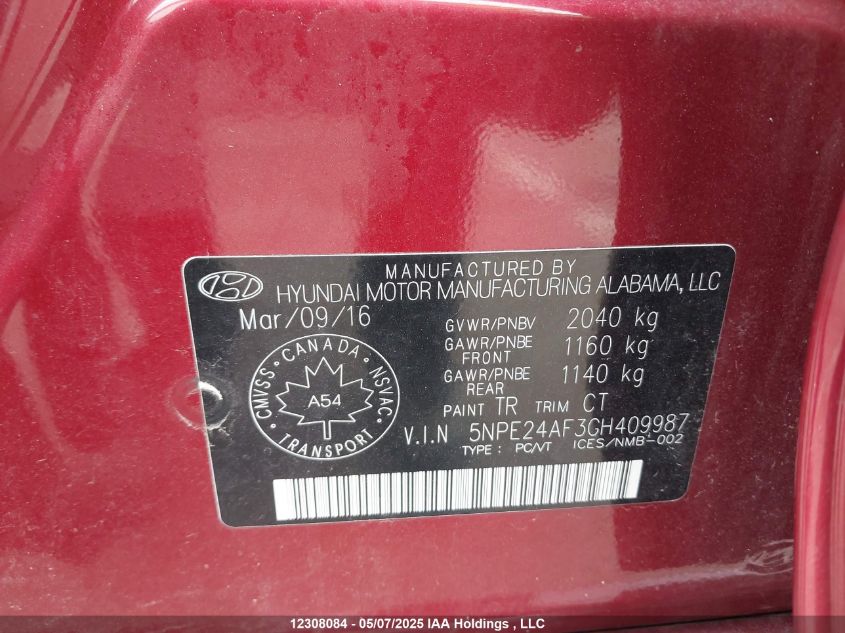 MANUFACTURED BY
HYUNDAI MOTOR MANUFACTURING ALABAMA, LLC
Mar/09/16
GVWR/PNBV 2040 kg
GAWR/PNBE FRONT 1160 kg
GAWR/PNBE REAR 1140 kg
PAINT TR TRIM CT
CANADA
CMVSS NSVAC
A54
TRANSPORT
V.I.N 5NPE24AF3GH409987
TYPE : PC/VT ICES/NMB-002
12308084 - 05/07/2025 IAA Holdings , LLC